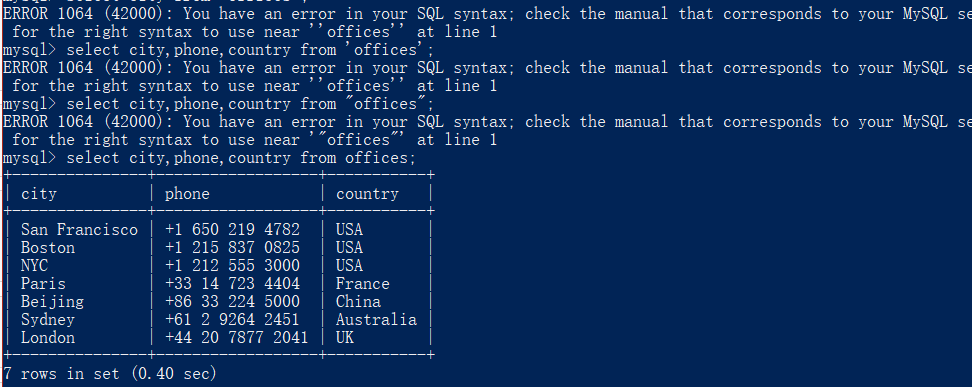 ERROR 1064 (42000): You have an error in your SQL syntax; check the manual that corresponds to your MySQL se
for the right syntax to use near ''offices'' at line 1
mysql> select city,phone,country from 'offices';
ERROR 1064 (42000): You have an error in your SQL syntax; check the manual that corresponds to your MySQL se
for the right syntax to use near ''offices'' at line 1
mysql> select city,phone,country from "offices";
ERROR 1064 (42000): You have an error in your SQL syntax; check the manual that corresponds to your MySQL se
for the right syntax to use near '"offices"' at line 1
mysql> select city,phone,country from offices;
+---------------+------------------+-----------+
| city | phone | country |
+---------------+------------------+-----------+
| San Francisco | +1 650 219 4782 | USA |
| Boston | +1 215 837 0825 | USA |
| NYC | +1 212 555 3000 | USA |
| Paris | +33 14 723 4404 | France |
| Beijing | +86 33 224 5000 | China |
| Sydney | +61 2 9264 2451 | Australia |
| London | +44 20 7877 2041 | UK |
+---------------+------------------+-----------+
7 rows in set (0.40 sec)